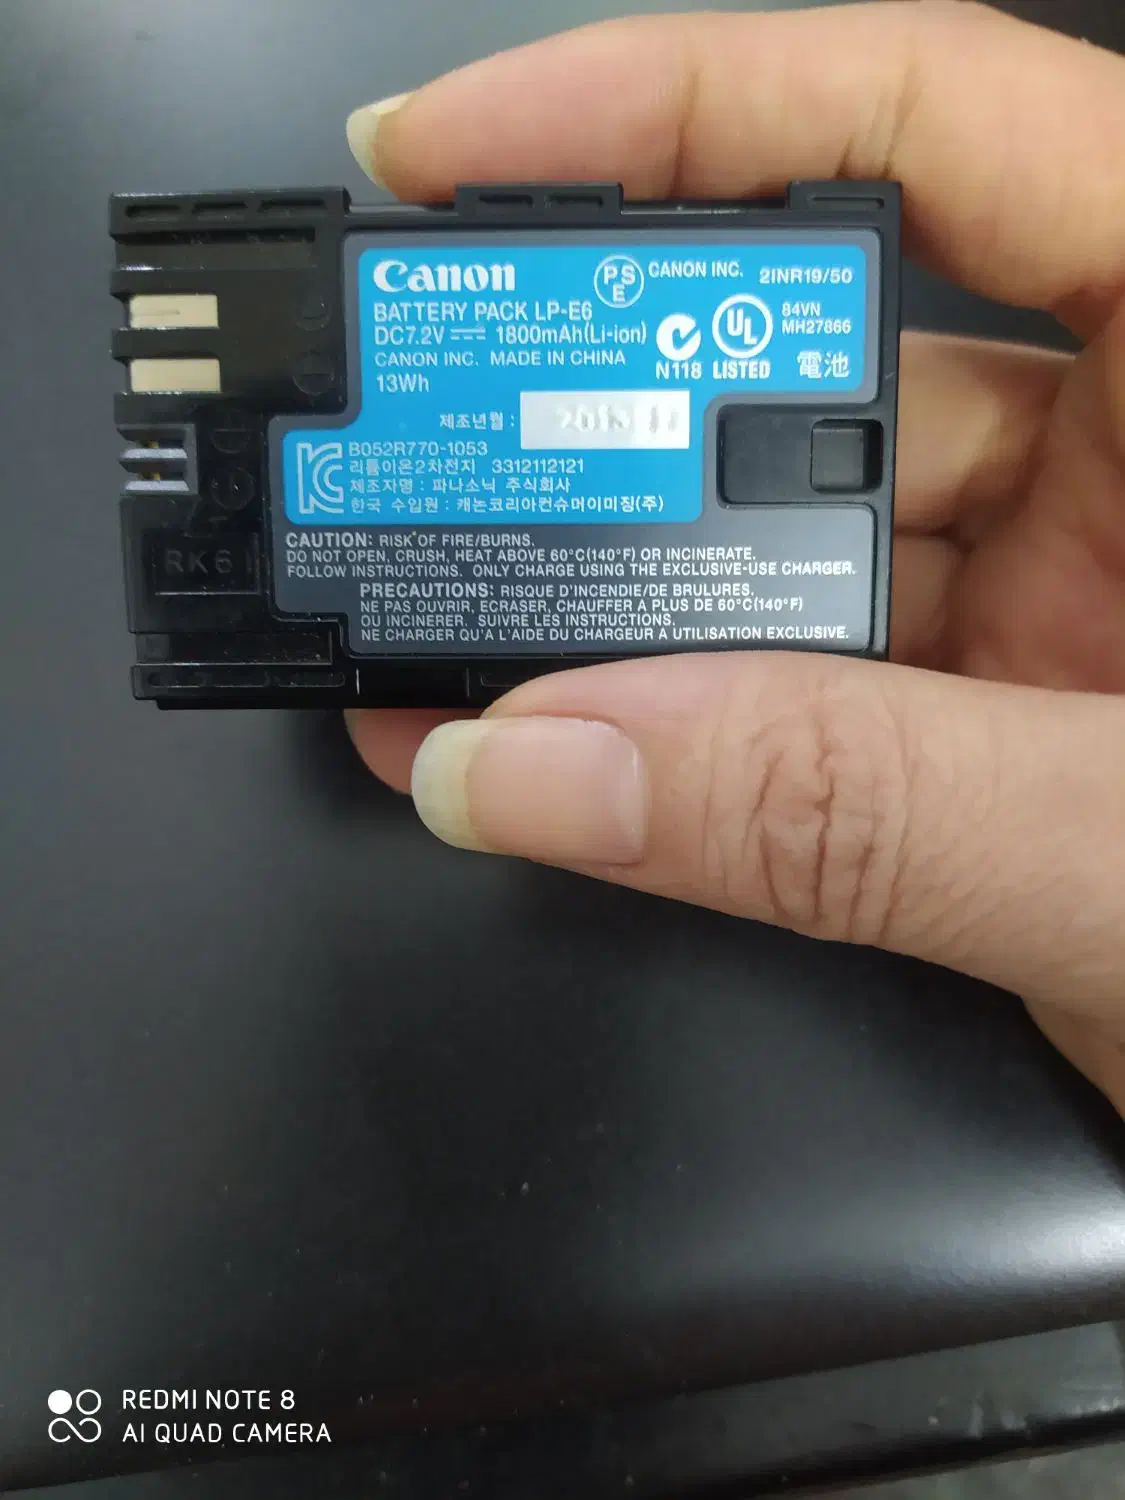 Canon
PSE
CANON INC. 2INR19/50
BATTERY PACK LP-E6
DC7.2V 1800mAh(Li-ion)
CANON INC. MADE IN CHINA
13Wh
N118
UL
LISTED
84VN
MH27866
電池
제조년월 :
B052R770-1053
리튬이온2차전지 3312112121
제조자명 : 파나소닉 주식회사
한국 수입원 : 캐논코리아컨슈머이미징(주)
CAUTION: RISK OF FIRE/BURNS.
DO NOT OPEN, CRUSH, HEAT ABOVE 60°C(140°F) OR INCINERATE.
FOLLOW INSTRUCTIONS. ONLY CHARGE USING THE EXCLUSIVE-USE CHARGER.
PRECAUTIONS: RISQUE D'INCENDIE/DE BRULURES.
NE PAS OUVRIR, ECRASER, CHAUFFER A PLUS DE 60°C(140°F)
OU INCINERER. SUIVRE LES INSTRUCTIONS.
NE CHARGER QU'A L'AIDE DU CHARGEUR A UTILISATION EXCLUSIVE.
REDMI NOTE 8
AI QUAD CAMERA